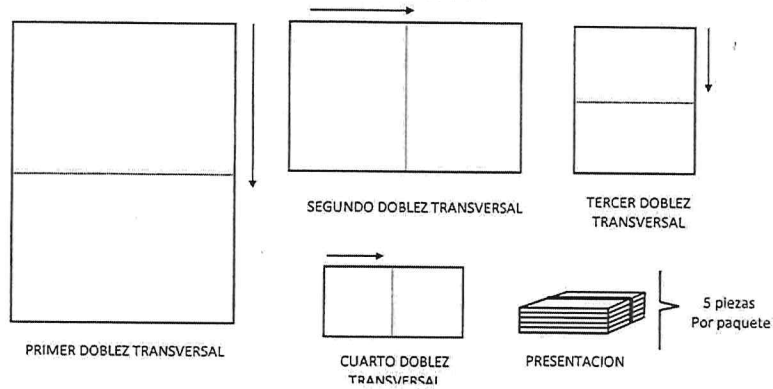 SEGUNDO DOBLEZ TRANSVERSAL
TERCER DOBLEZ
TRANSVERSAL
5 piezas
Por paquete
PRIMER DOBLEZ TRANSVERSAL
CUARTO DOBLEZ
TRANSVERSAL
PRESENTACION